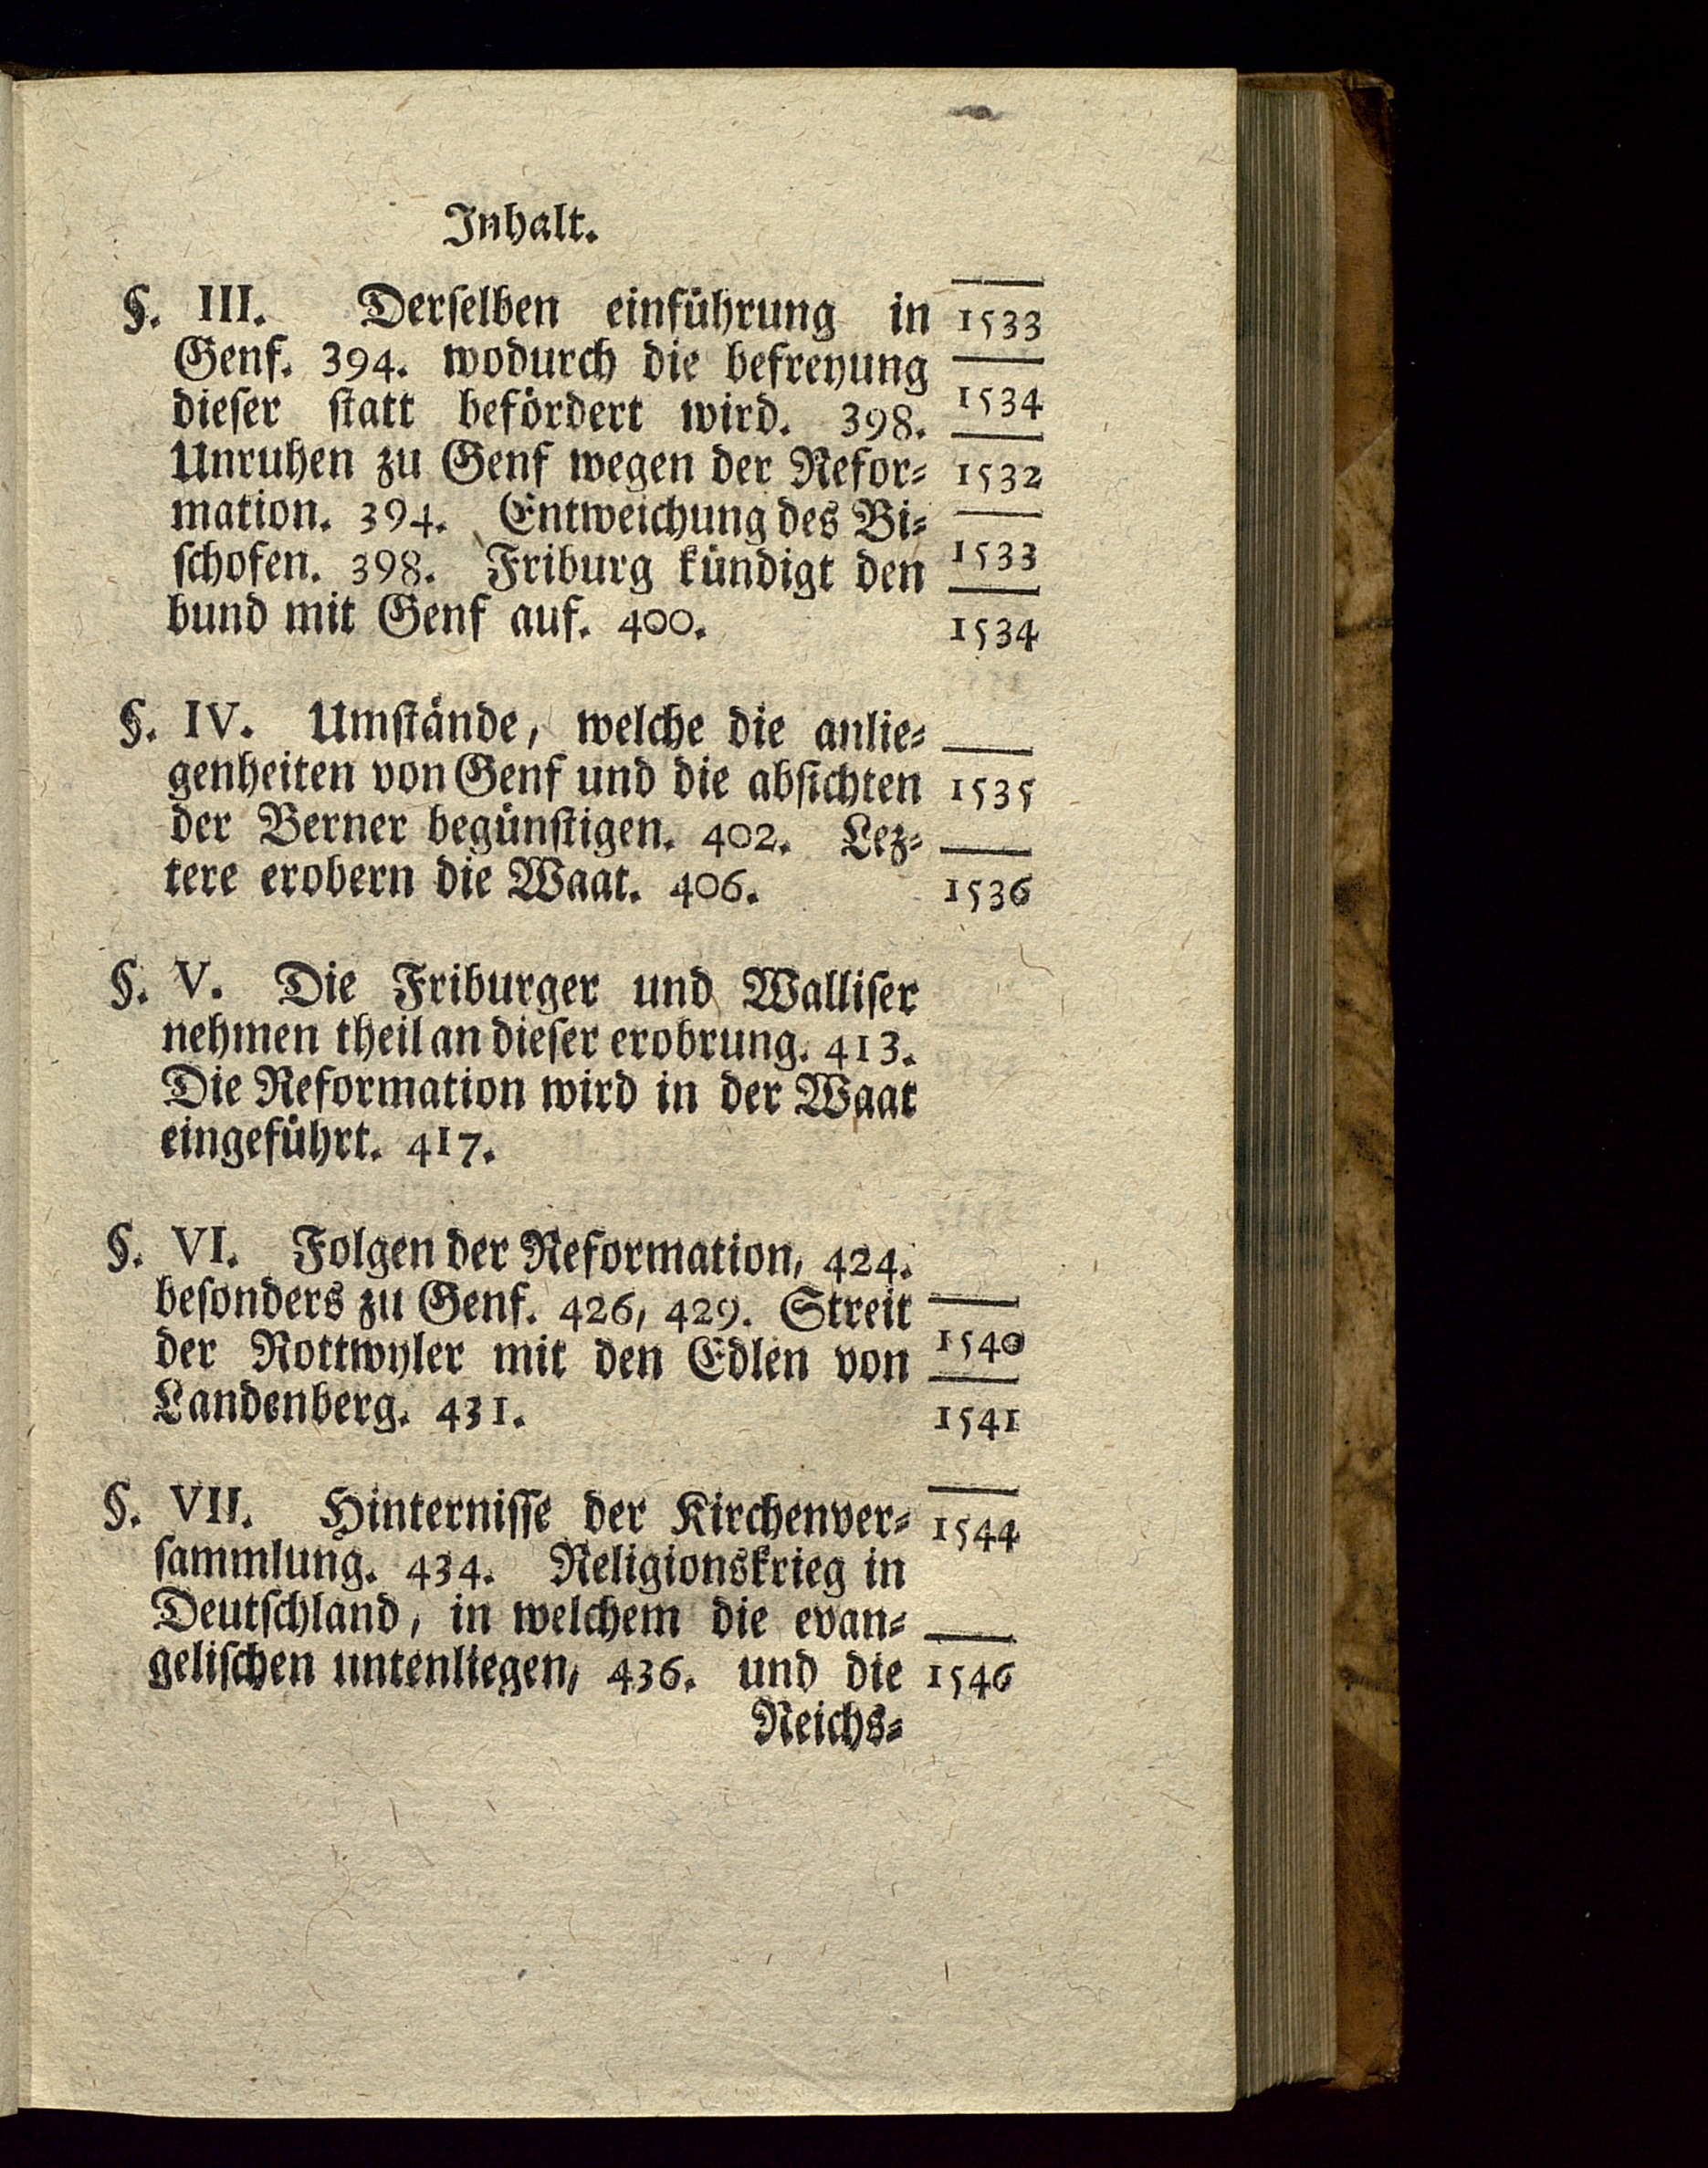 Inhalt.
§. III. Derſelben einführung in 1533
Genf. 394. wodurch die befreyung
dieſer ſtatt befördert wird. 398. 1534
Unruhen zu Genf wegen der Refor⸗ 1532
mation. 394. Entweichung des Bi⸗
ſchofen. 398. Friburg kündigt den 1533
bund mit Genf auf. 400. 1534
§. IV. Umſtände, welche die anlie⸗
genheiten von Genf und die abſichten 1535
der Berner begünſtigen. 402. Lez⸗
tere erobern die Waat. 406. 1536
§. V. Die Friburger und Walliſer
nehmen theil an dieſer erobrung. 413.
Die Reformation wird in der Waat
eingeführt. 417.
§. VI. Folgen der Reformation, 424.
beſonders zu Genf. 426, 429. Streit
der Rottwyler mit den Edlen von 1540
Landenberg. 431. 1541
§. VII. Hinterniſſe der Kirchenver⸗ 1544
ſammlung. 434. Religionskrieg in
Deutſchland, in welchem die evan⸗
geliſchen untenliegen, 436. und die 1546
Reichs⸗